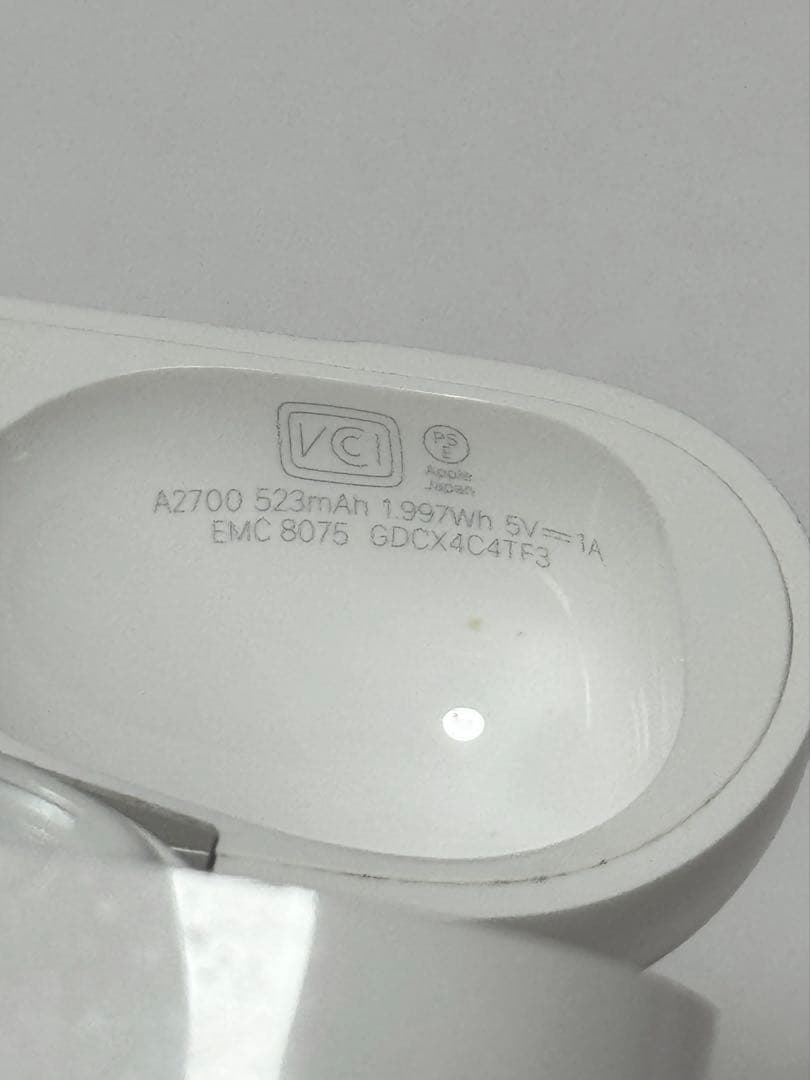 VCI
PS
E
Apple
Japan
A2700 523mAh 1.997Wh 5V⎓1A
EMC 8075 GDCX4C4TF3